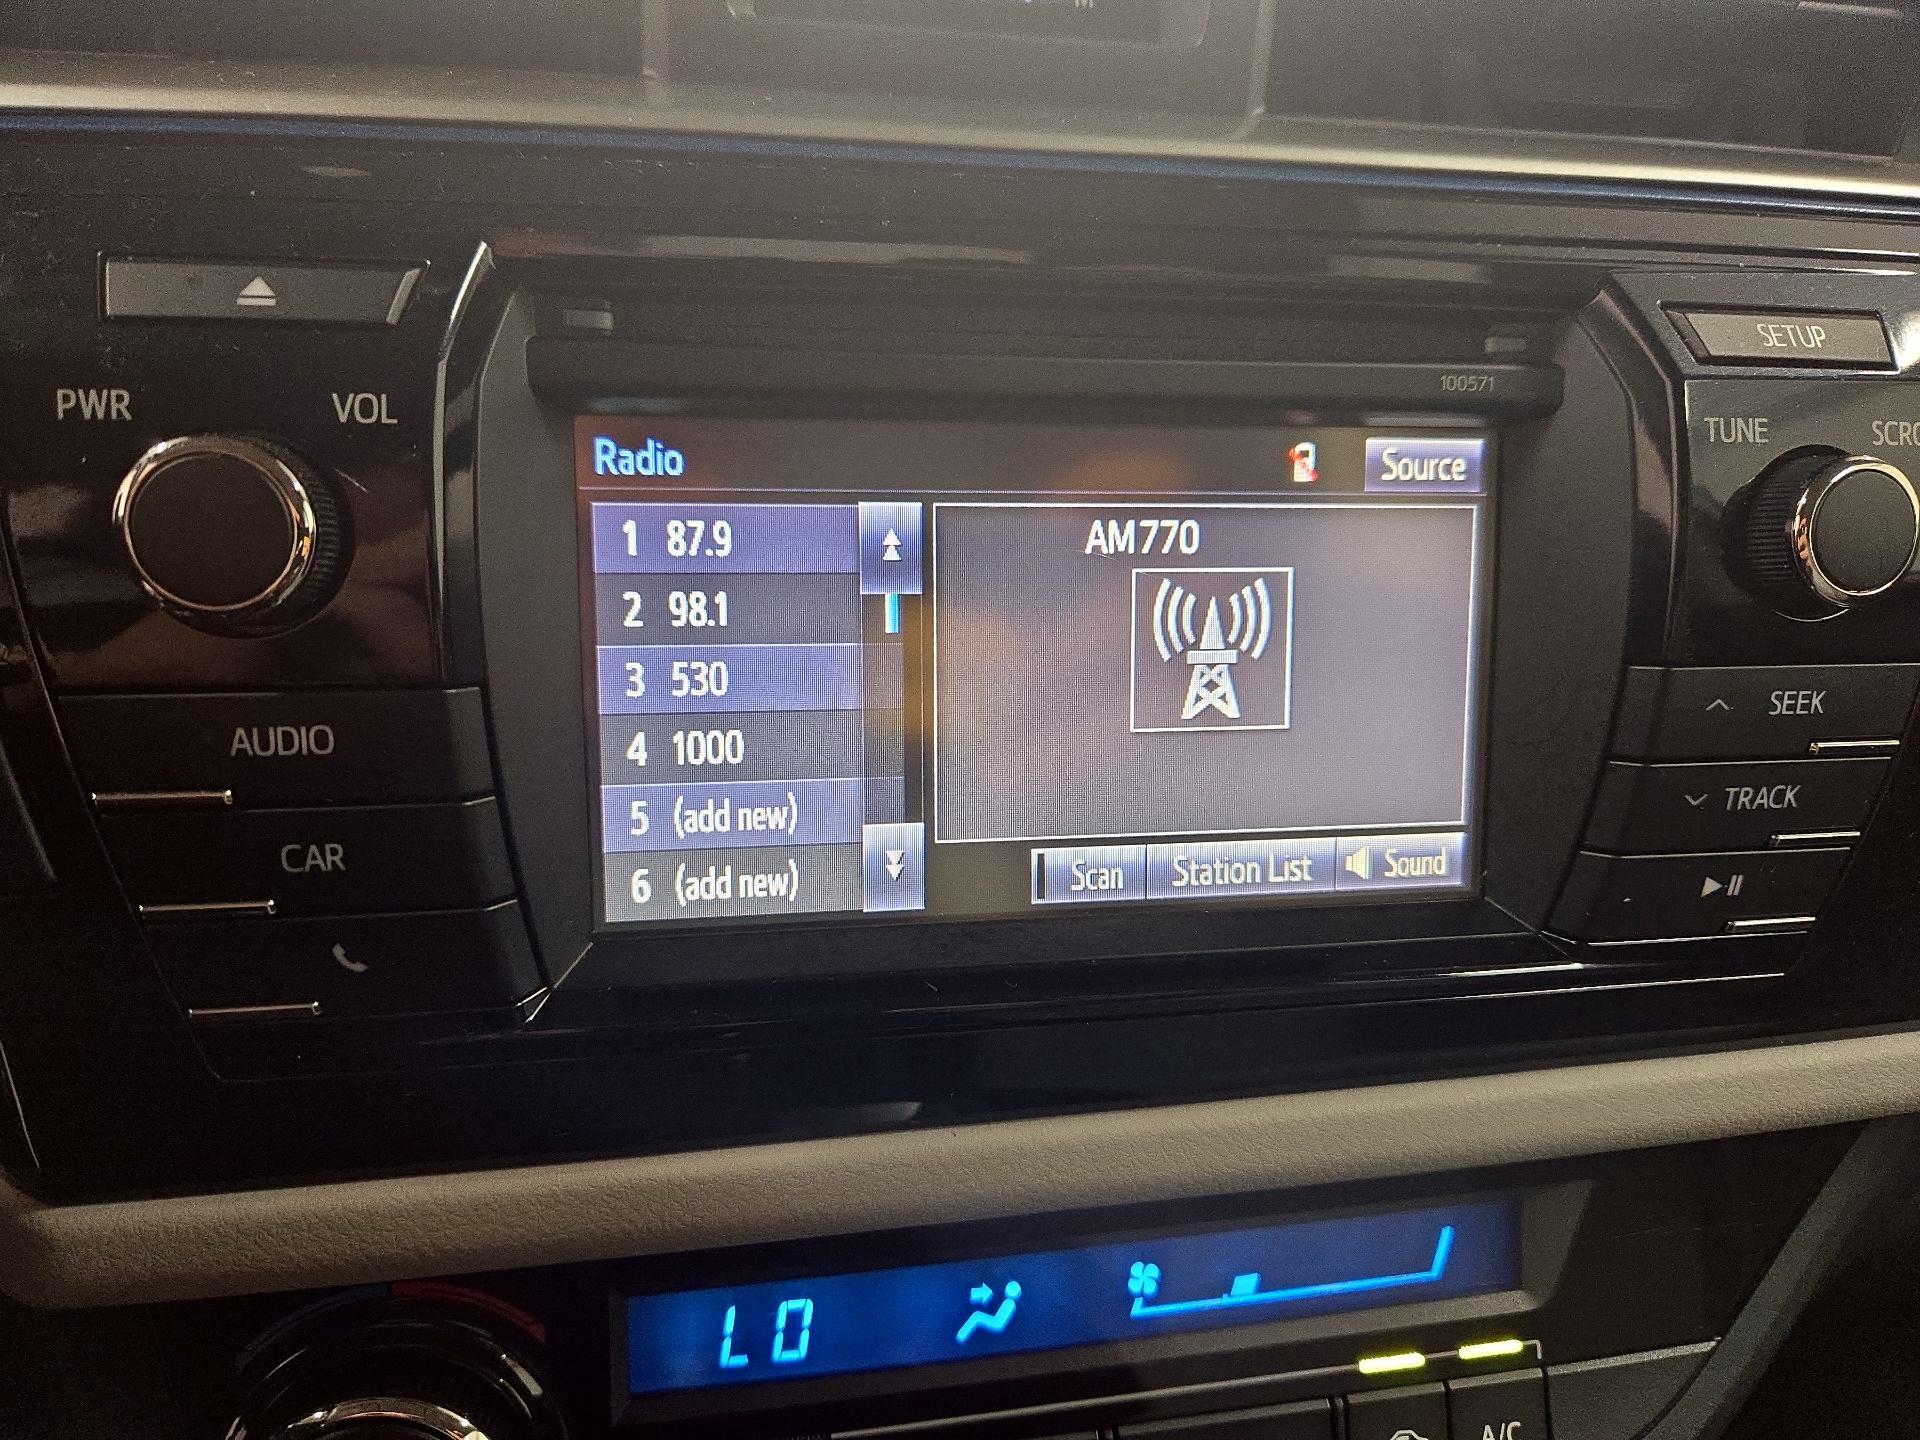 SETUP
100571
PWR VOL
TUNE
Radio
Source
1 87.9
2 98.1
3 530
4 1000
5 (add new)
6 (add new)
AM770
Scan
Station List
Sound
AUDIO
CAR
SEEK
TRACK
LO
A/C